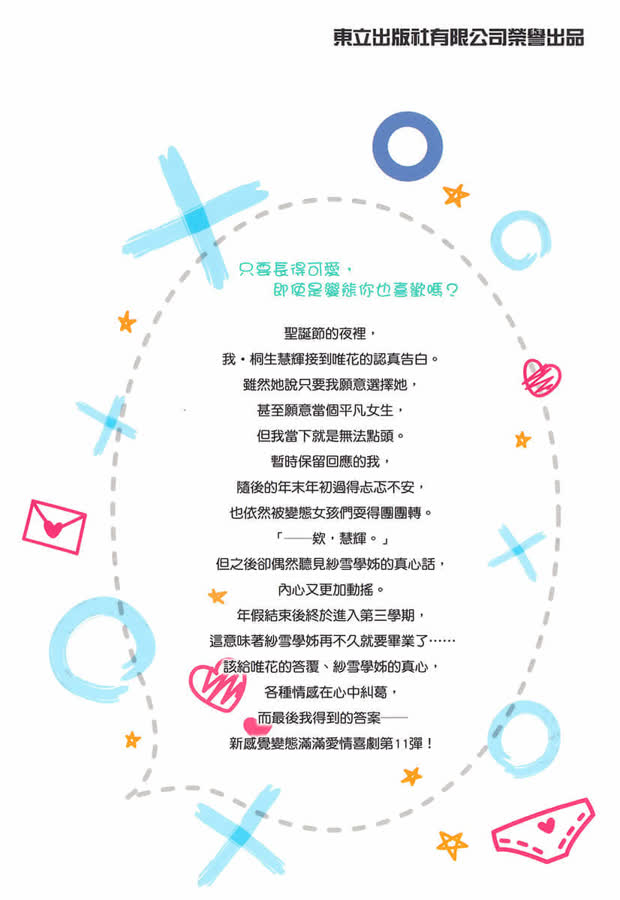 東立出版社有限公司榮譽出品
只要長得可愛，
即使是變態你也喜歡嗎？
聖誕節的夜裡，
我・桐生慧輝接到唯花的認真告白。
雖然她說只要我願意選擇她，
甚至願意當個平凡女生，
但我當下就是無法點頭。
暫時保留回應的我，
隨後的年末年初過得忐忑不安，
也依然被變態女孩們耍得團團轉。
「──欸，慧輝。」
但之後卻偶然聽見紗雪學姊的真心話，
內心又更加動搖。
年假結束後終於進入第三學期，
這意味著紗雪學姊再不久就要畢業了⋯⋯
該給唯花的答覆、紗雪學姊的真心，
各種情感在心中糾葛，
而最後我得到的答案──
新感覺變態滿滿愛情喜劇第11彈！